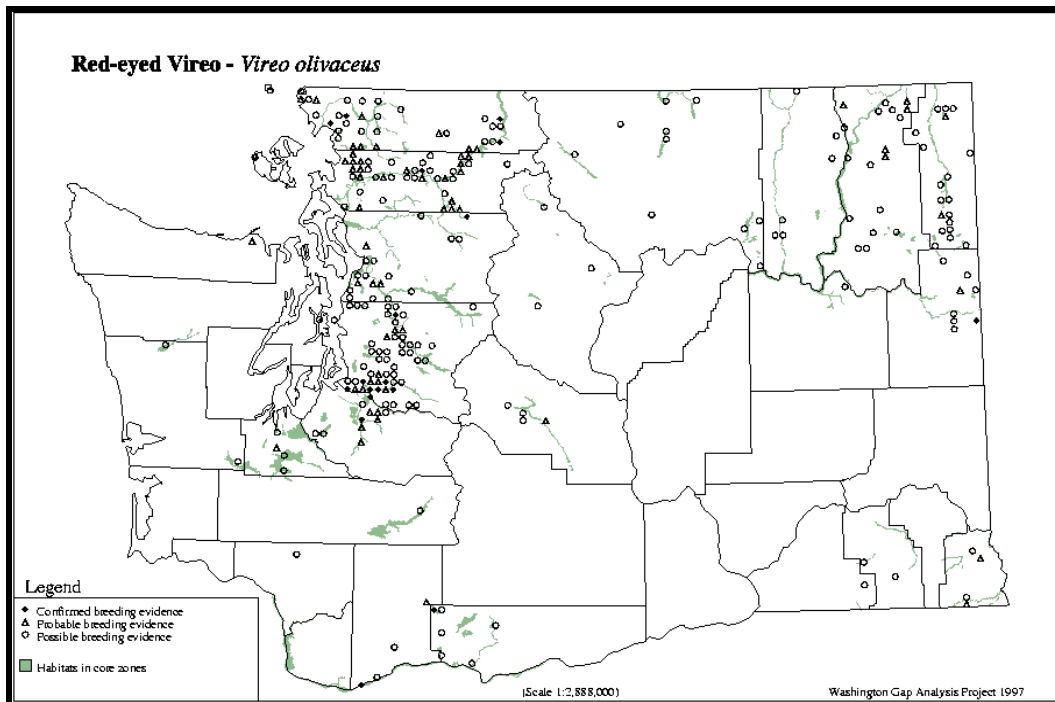 Red-eyed Vireo - Vireo olivaceus
Legend
Confirmed breeding evidence
Probable breeding evidence
Possible breeding evidence
Habitats in core zones
(Scale 1:2,888,000)
Washington Gap Analysis Project 1997